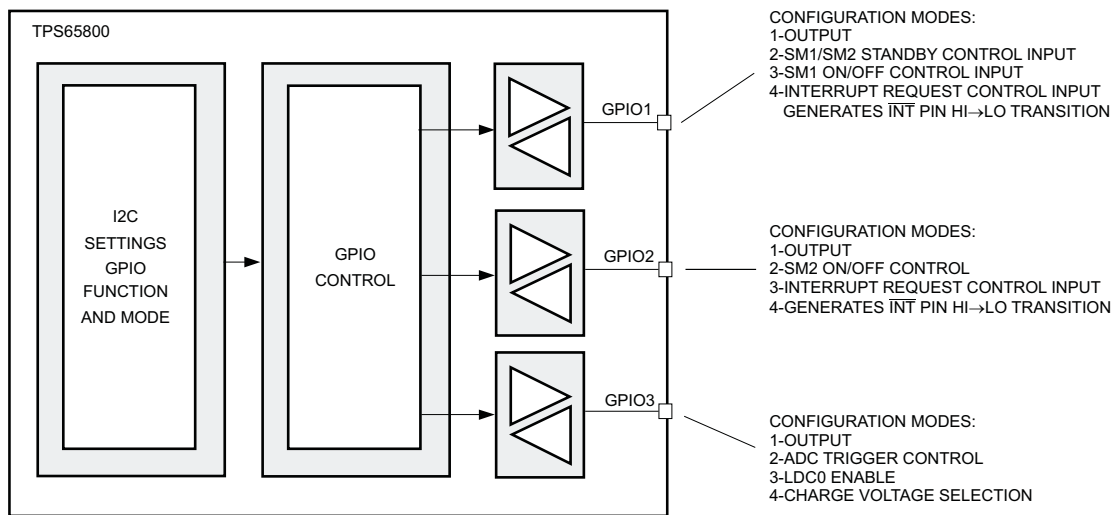 TPS65800
I2C
SETTINGS
GPIO
FUNCTION
AND MODE
GPIO
CONTROL
GPIO1
GPIO2
GPIO3
CONFIGURATION MODES:
1-OUTPUT
2-SM1/SM2 STANDBY CONTROL INPUT
3-SM1 ON/OFF CONTROL INPUT
4-INTERRUPT REQUEST CONTROL INPUT
GENERATES INT PIN HI→LO TRANSITION
CONFIGURATION MODES:
1-OUTPUT
2-SM2 ON/OFF CONTROL
3-INTERRUPT REQUEST CONTROL INPUT
4-GENERATES INT PIN HI→LO TRANSITION
CONFIGURATION MODES:
1-OUTPUT
2-ADC TRIGGER CONTROL
3-LDC0 ENABLE
4-CHARGE VOLTAGE SELECTION